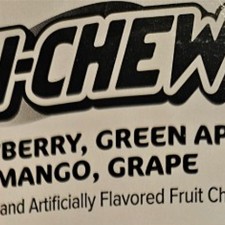 I-CHEW
BERRY, GREEN AP
MANGO, GRAPE
and Artificially Flavored Fruit Ch